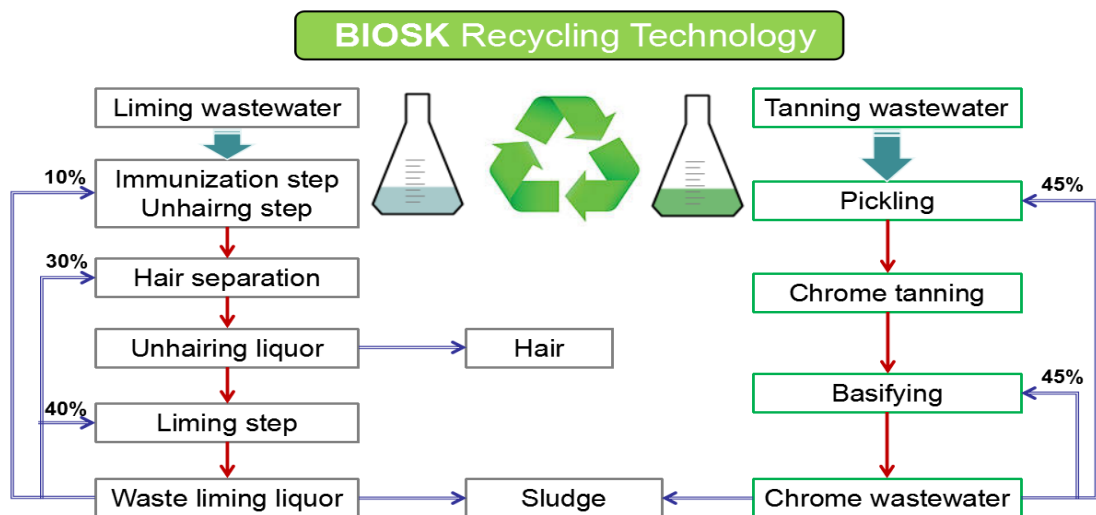 BIOSK Recycling Technology
Liming wastewater
10%
Immunization step
Unhairng step
30%
Hair separation
Unhairing liquor
Hair
40%
Liming step
Waste liming liquor
Sludge
Tanning wastewater
45%
Pickling
Chrome tanning
45%
Basifying
Chrome wastewater